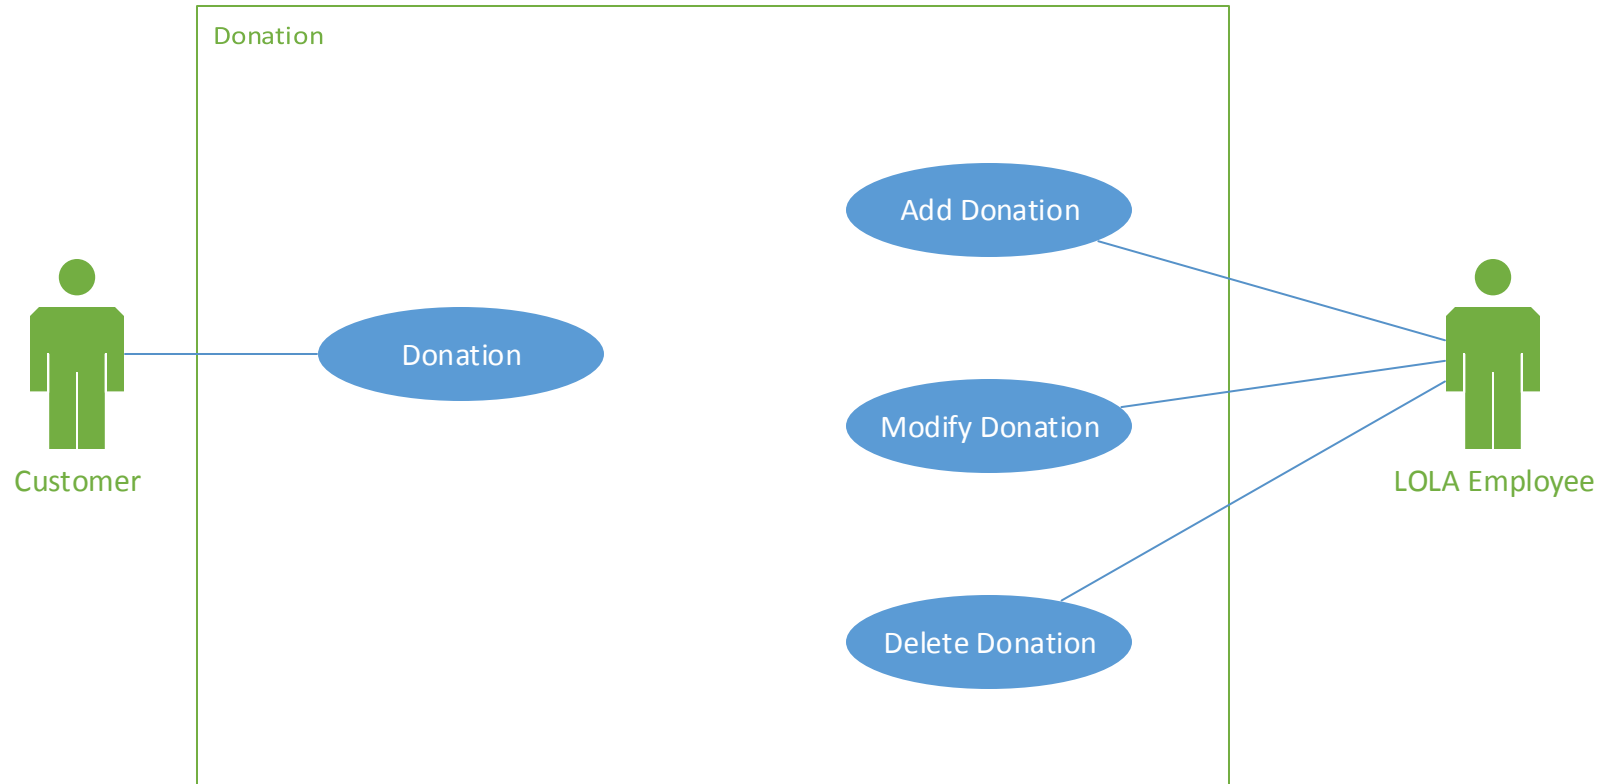 Donation
Add Donation
Donation
Modify Donation
Customer
LOLA Employee
Delete Donation